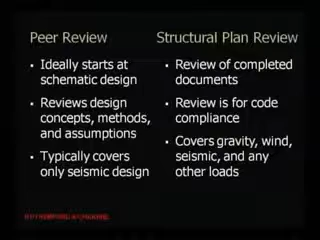 Peer Review
Structural Plan Review
▪ Ideally starts at
schematic design
▪ Reviews design
concepts, methods,
and assumptions
▪ Typically covers
only seismic design
▪ Review of completed
documents
▪ Review is for code
compliance
▪ Covers gravity, wind,
seismic, and any
other loads